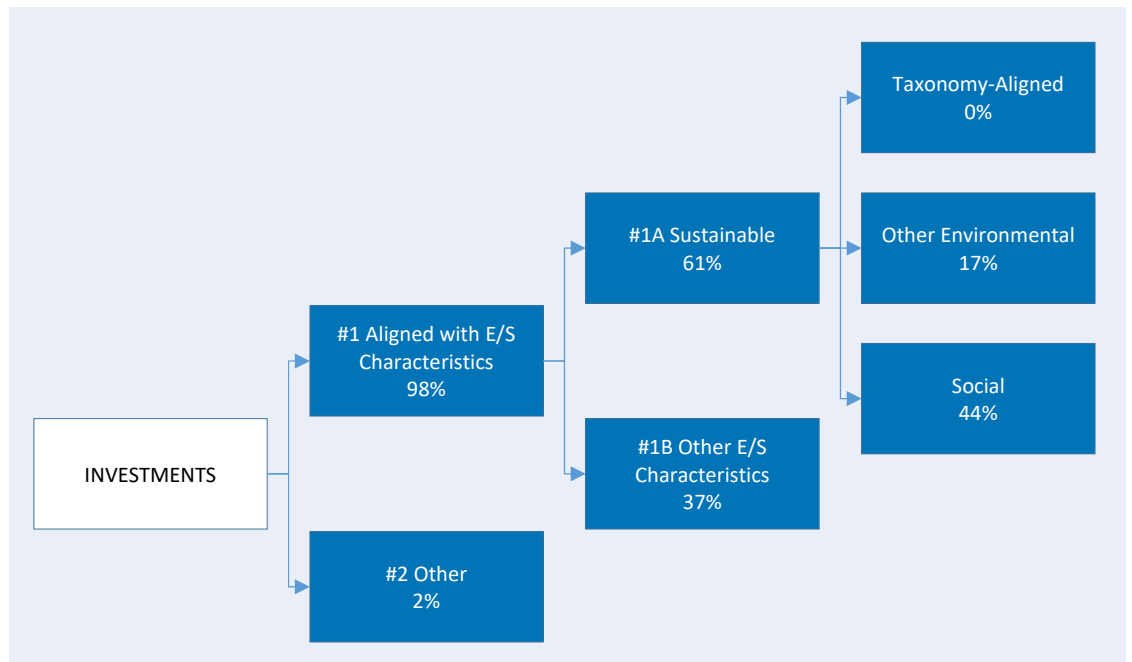 INVESTMENTS
#1 Aligned with E/S
Characteristics
98%
#2 Other
2%
#1A Sustainable
61%
#1B Other E/S
Characteristics
37%
Taxonomy-Aligned
0%
Other Environmental
17%
Social
44%